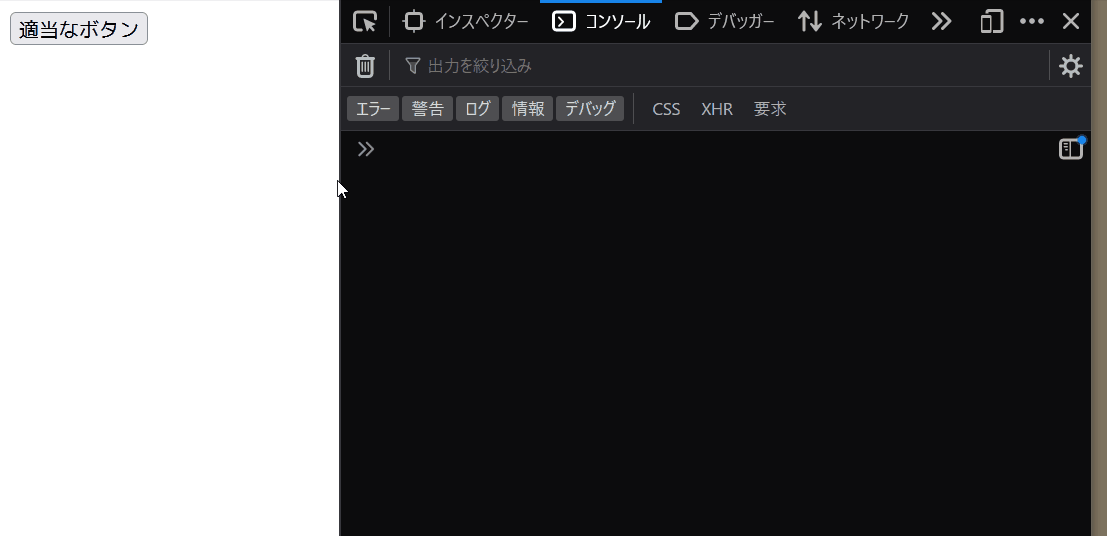 適当なボタン
インスペクター コンソール デバッガー ネットワーク
出力を絞り込み
エラー 警告 ログ 情報 デバッグ CSS XHR 要求